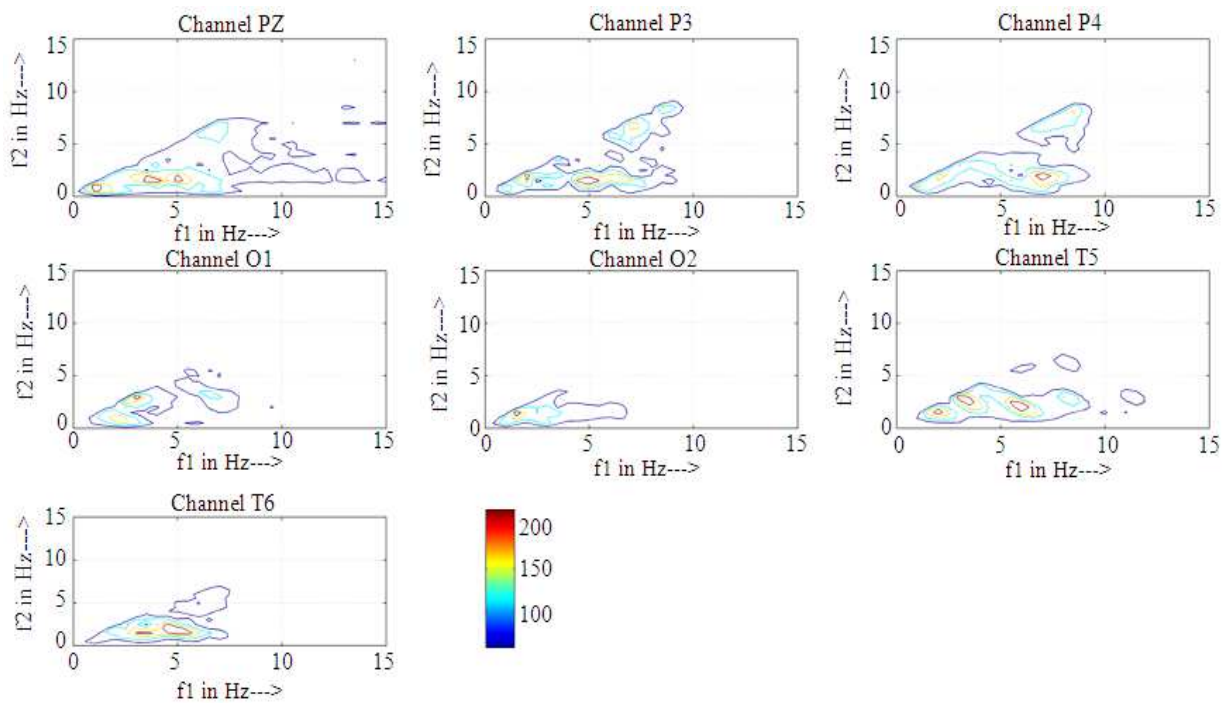 Channel PZ
15
10
5
0
f2 in Hz--->
0 5 10 15
f1 in Hz--->
Channel P3
15
10
5
0
f2 in Hz--->
0 5 10 15
f1 in Hz--->
Channel P4
15
10
5
0
f2 in Hz--->
0 5 10 15
f1 in Hz--->
Channel O1
15
10
5
0
f2 in Hz--->
0 5 10 15
f1 in Hz--->
Channel O2
15
10
5
0
f2 in Hz--->
0 5 10 15
f1 in Hz--->
Channel T5
15
10
5
0
f2 in Hz--->
0 5 10 15
f1 in Hz--->
Channel T6
15
10
5
0
f2 in Hz--->
0 5 10 15
f1 in Hz--->
200
150
100